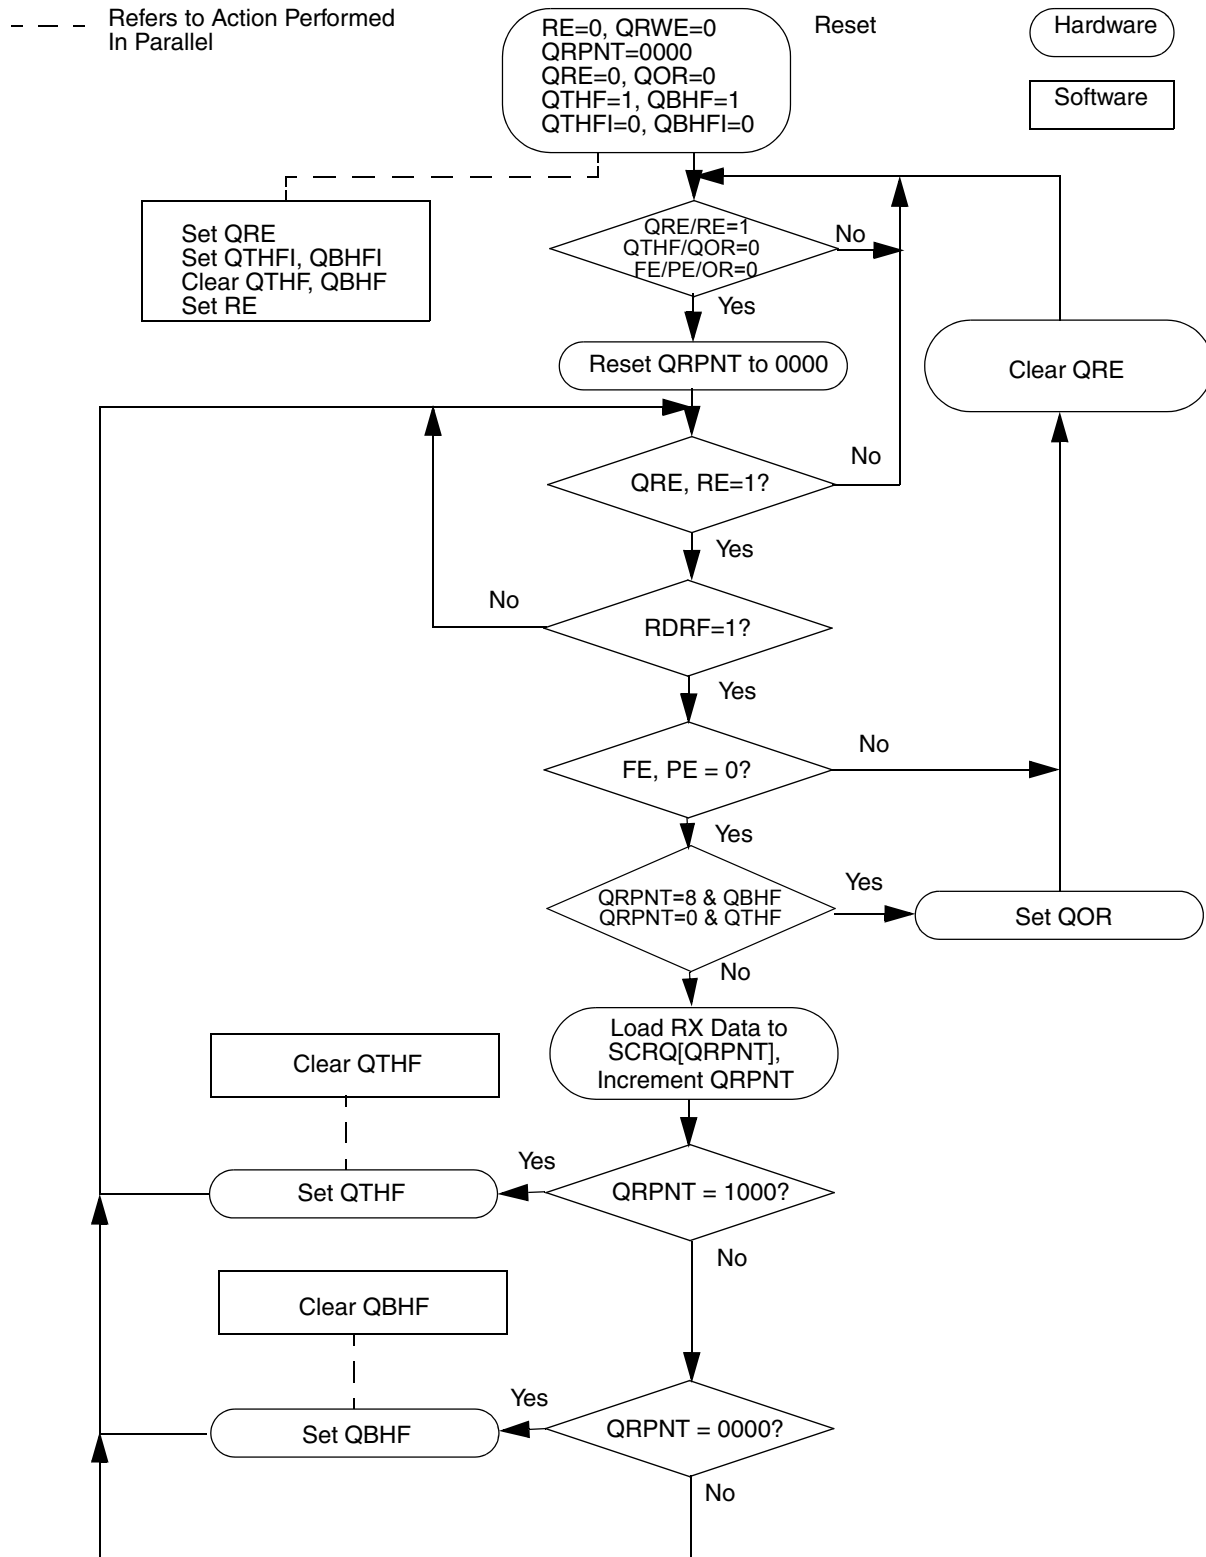 Refers to Action Performed
In Parallel
RE=0, QRWE=0
QRPNT=0000
QRE=0, QOR=0
QTHF=1, QBHF=1
QTHFI=0, QBHFI=0
Reset
Hardware
Software
Set QRE
Set QTHFI, QBHFI
Clear QTHF, QBHF
Set RE
QRE/RE=1
QTHF/QOR=0
FE/PE/OR=0
No
Yes
Reset QRPNT to 0000
Clear QRE
QRE, RE=1?
No
Yes
No
RDRF=1?
Yes
FE, PE = 0?
No
Yes
QRPNT=8 & QBHF
QRPNT=0 & QTHF
Yes
Set QOR
No
Load RX Data to
SCRQ[QRPNT],
Increment QRPNT
Clear QTHF
Set QTHF
Yes
QRPNT = 1000?
No
Clear QBHF
Set QBHF
Yes
QRPNT = 0000?
No